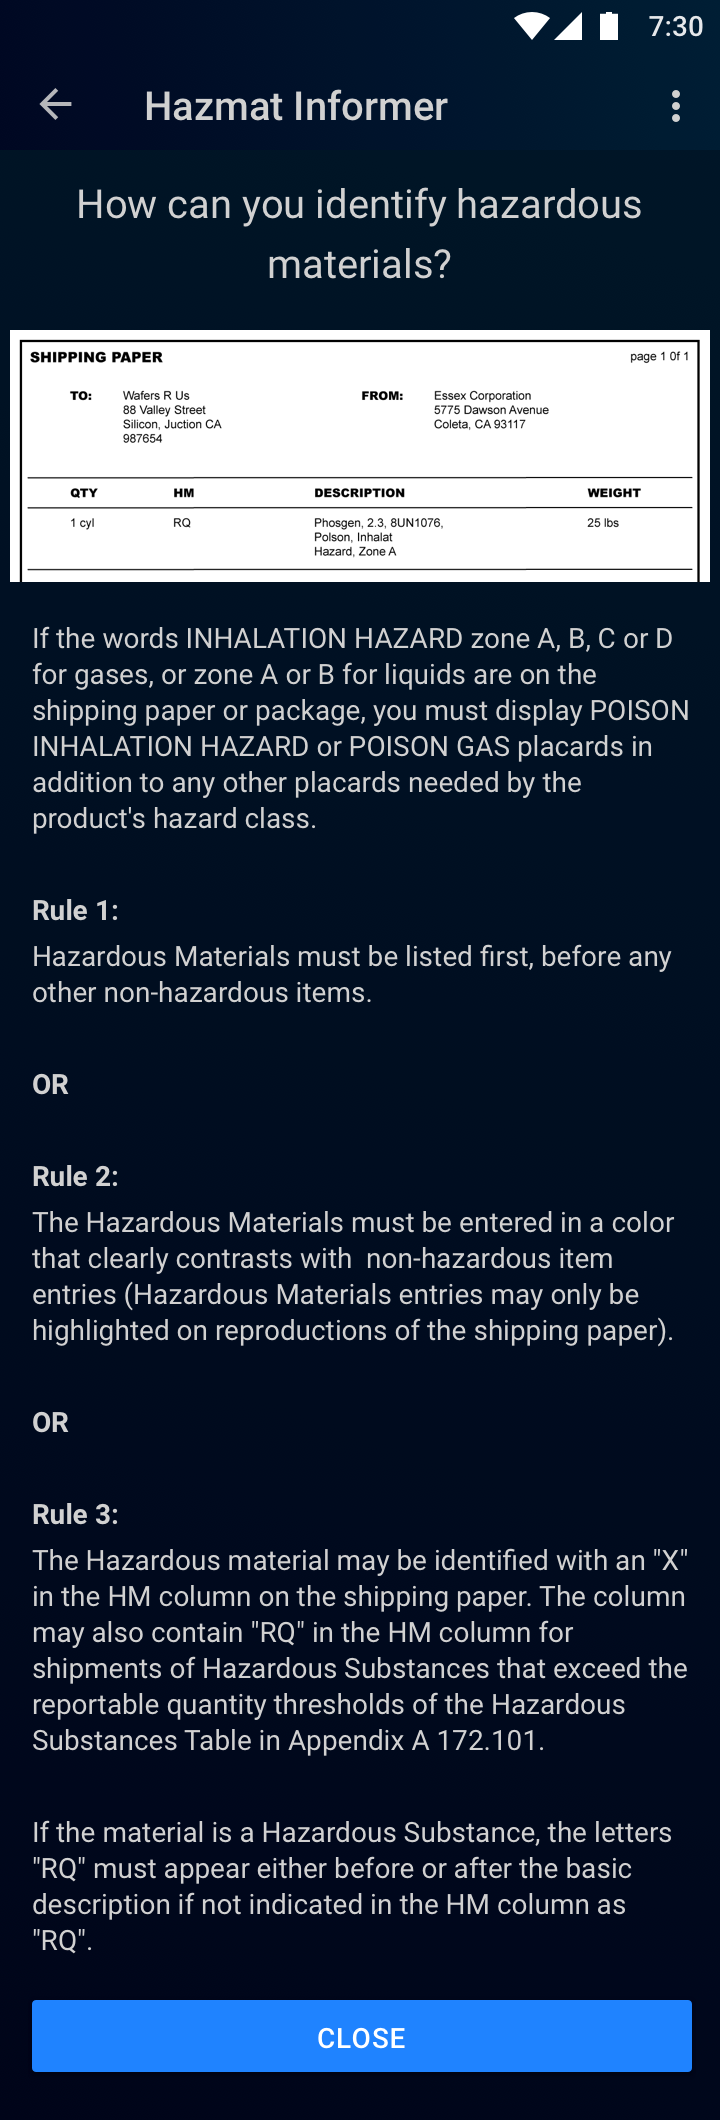 7:30
Hazmat Informer
How can you identify hazardous
materials?
SHIPPING PAPER page 1 0f 1
TO: Wafers R Us FROM: Essex Corporation
88 Valley Street 5775 Dawson Avenue
Silicon, Juction CA Coleta, CA 93117
987654
QTY HM DESCRIPTION WEIGHT
1 cyl RQ Phosgen, 2.3, 8UN1076, 25 lbs
Polson, Inhalat
Hazard, Zone A
If the words INHALATION HAZARD zone A, B, C or D
for gases, or zone A or B for liquids are on the
shipping paper or package, you must display POISON
INHALATION HAZARD or POISON GAS placards in
addition to any other placards needed by the
product's hazard class.
Rule 1:
Hazardous Materials must be listed first, before any
other non-hazardous items.
OR
Rule 2:
The Hazardous Materials must be entered in a color
that clearly contrasts with  non-hazardous item
entries (Hazardous Materials entries may only be
highlighted on reproductions of the shipping paper).
OR
Rule 3:
The Hazardous material may be identified with an "X"
in the HM column on the shipping paper. The column
may also contain "RQ" in the HM column for
shipments of Hazardous Substances that exceed the
reportable quantity thresholds of the Hazardous
Substances Table in Appendix A 172.101.
If the material is a Hazardous Substance, the letters
"RQ" must appear either before or after the basic
description if not indicated in the HM column as
"RQ".
CLOSE